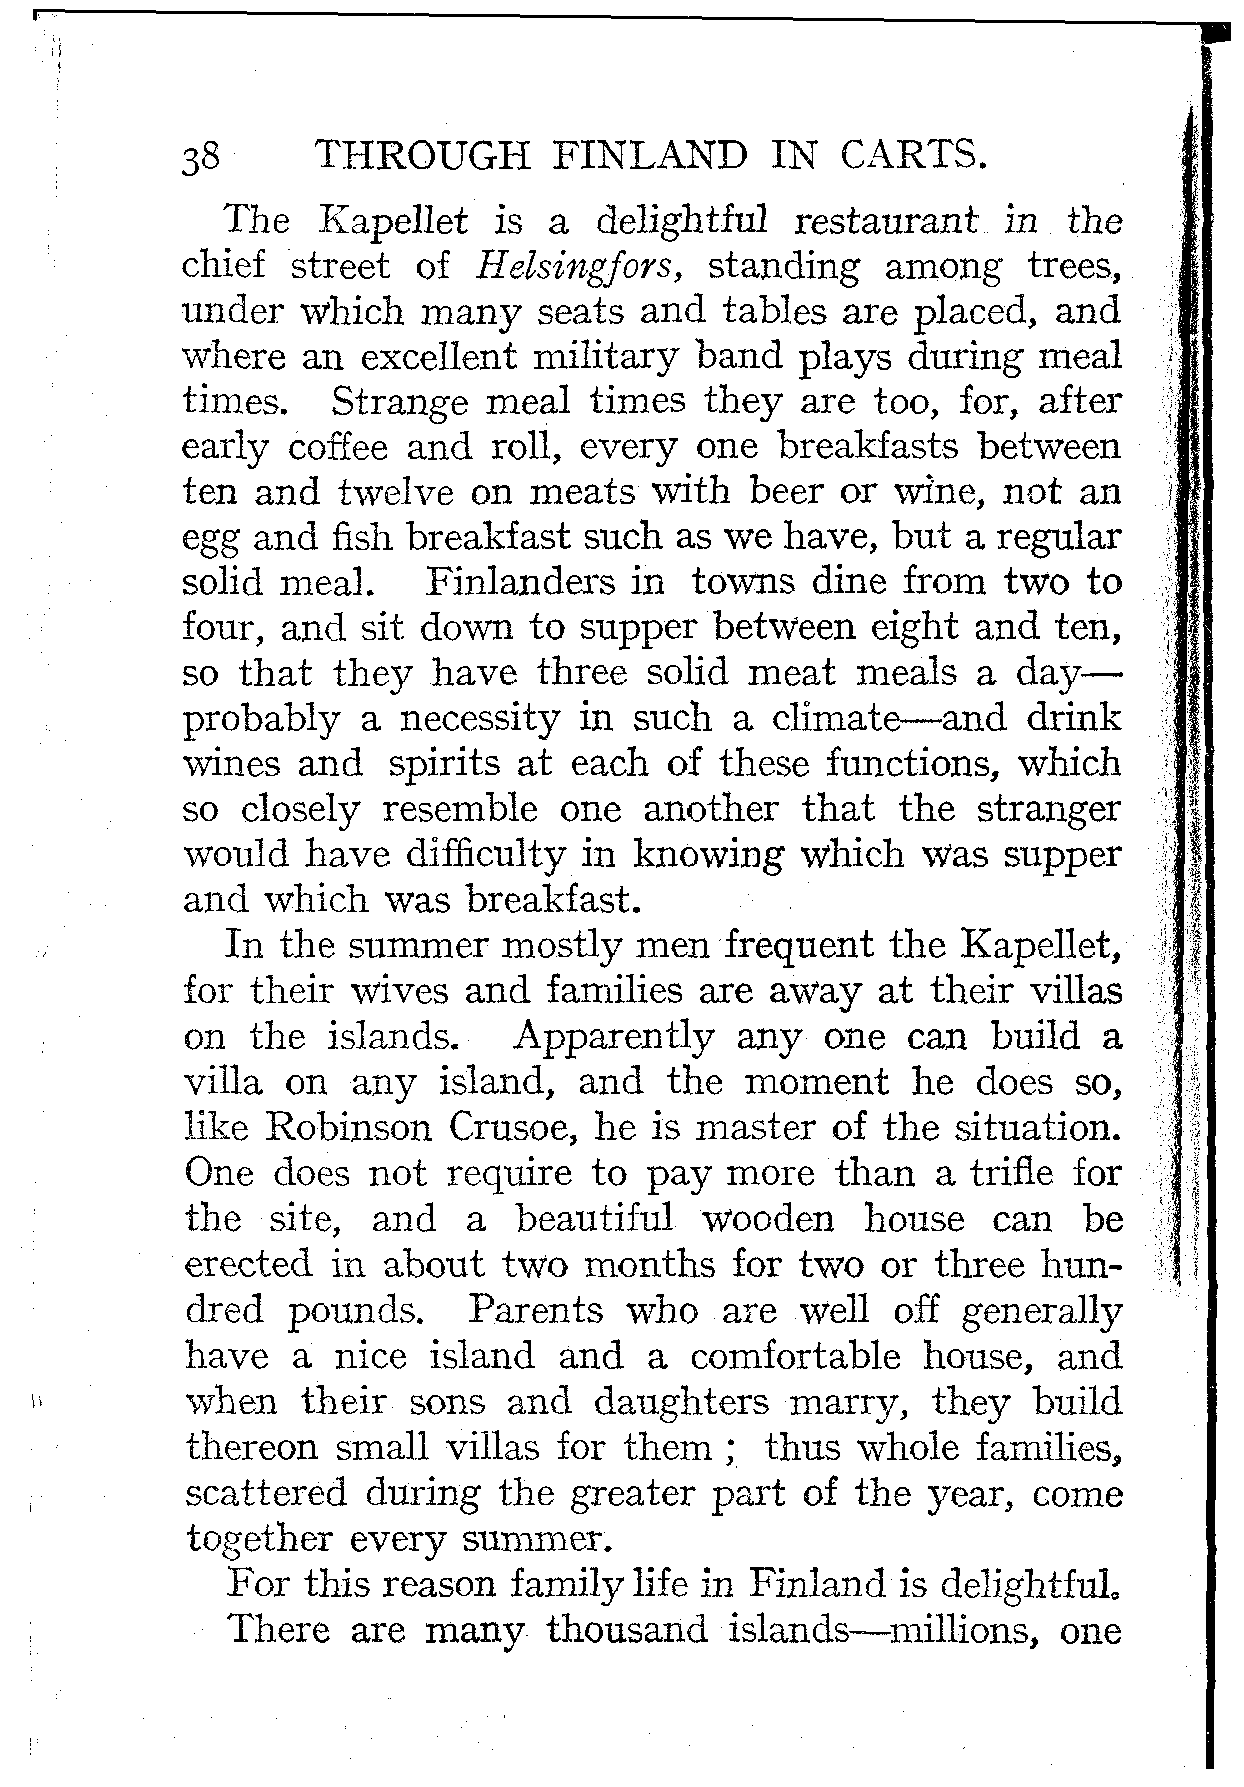 38 THROUGH FINLAND IN CARTS.
The Kapellet is a delightful restaurant in the
chief street of Helsingfors, standing among trees,
under which many seats and tables are placed, and
where an excellent military band plays during meal
times. Strange meal times they are too, for, after
early coffee and roll, every one breakfasts between
ten and twelve on meats with beer or wine, not an
egg and fish breakfast such as we have, but a regular
solid meal. Finlanders in towns dine from two to
four, and sit down to supper between eight and ten,
so that they have three solid meat meals a day—
probably a necessity in such a climate—and drink
wines and spirits at each of these functions, which
so closely resemble one another that the stranger
would have difficulty in knowing which was supper
and which was breakfast.
In the summer mostly men frequent the Kapellet,
for their wives and families are away at their villas
on the islands. Apparently any one can build a
villa on any island, and the moment he does so,
like Robinson Crusoe, he is master of the situation.
One does not require to pay more than a trifle for
the site, and a beautiful wooden house can be
erected in about two months for two or three hun-
dred pounds. Parents who are well off generally
have a nice island and a comfortable house, and
when their sons and daughters marry, they build
thereon small villas for them ; thus whole families,
scattered during the greater part of the year, come
together every summer.
For this reason family life in Finland is delightful.
There are many thousand islands—millions, one